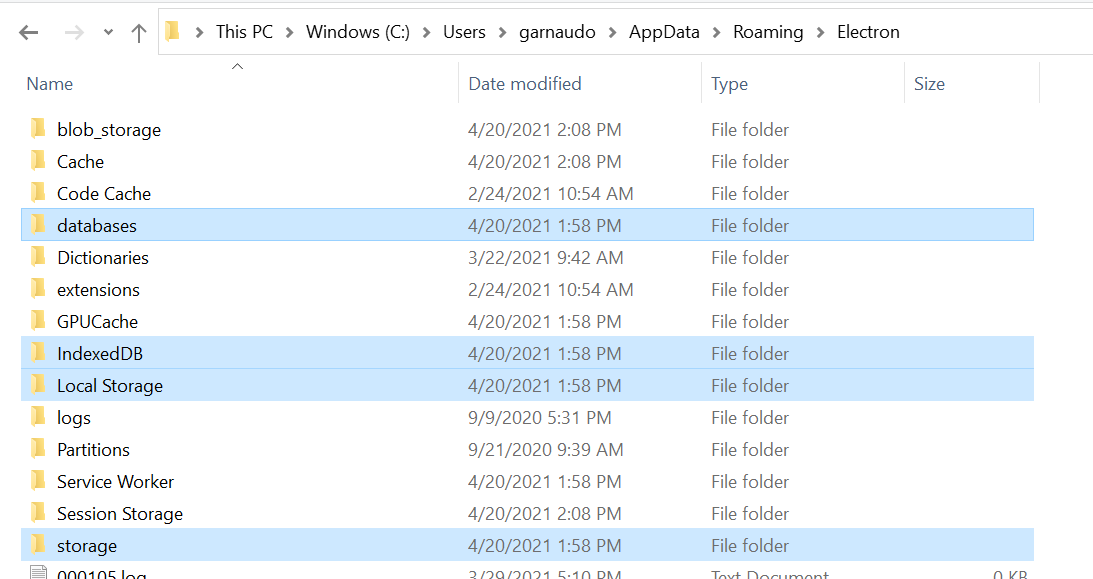 This PC > Windows (C:) > Users > garnaudo > AppData > Roaming > Electron
Name Date modified Type Size
blob_storage 4/20/2021 2:08 PM File folder
Cache 4/20/2021 2:08 PM File folder
Code Cache 2/24/2021 10:54 AM File folder
databases 4/20/2021 1:58 PM File folder
Dictionaries 3/22/2021 9:42 AM File folder
extensions 2/24/2021 10:54 AM File folder
GPUCache 4/20/2021 1:58 PM File folder
IndexedDB 4/20/2021 1:58 PM File folder
Local Storage 4/20/2021 1:58 PM File folder
logs 9/9/2020 5:31 PM File folder
Partitions 9/21/2020 9:39 AM File folder
Service Worker 4/20/2021 1:58 PM File folder
Session Storage 4/20/2021 2:08 PM File folder
storage 4/20/2021 1:58 PM File folder
000105.log 3/29/2021 5:10 PM Text Document 0 KB